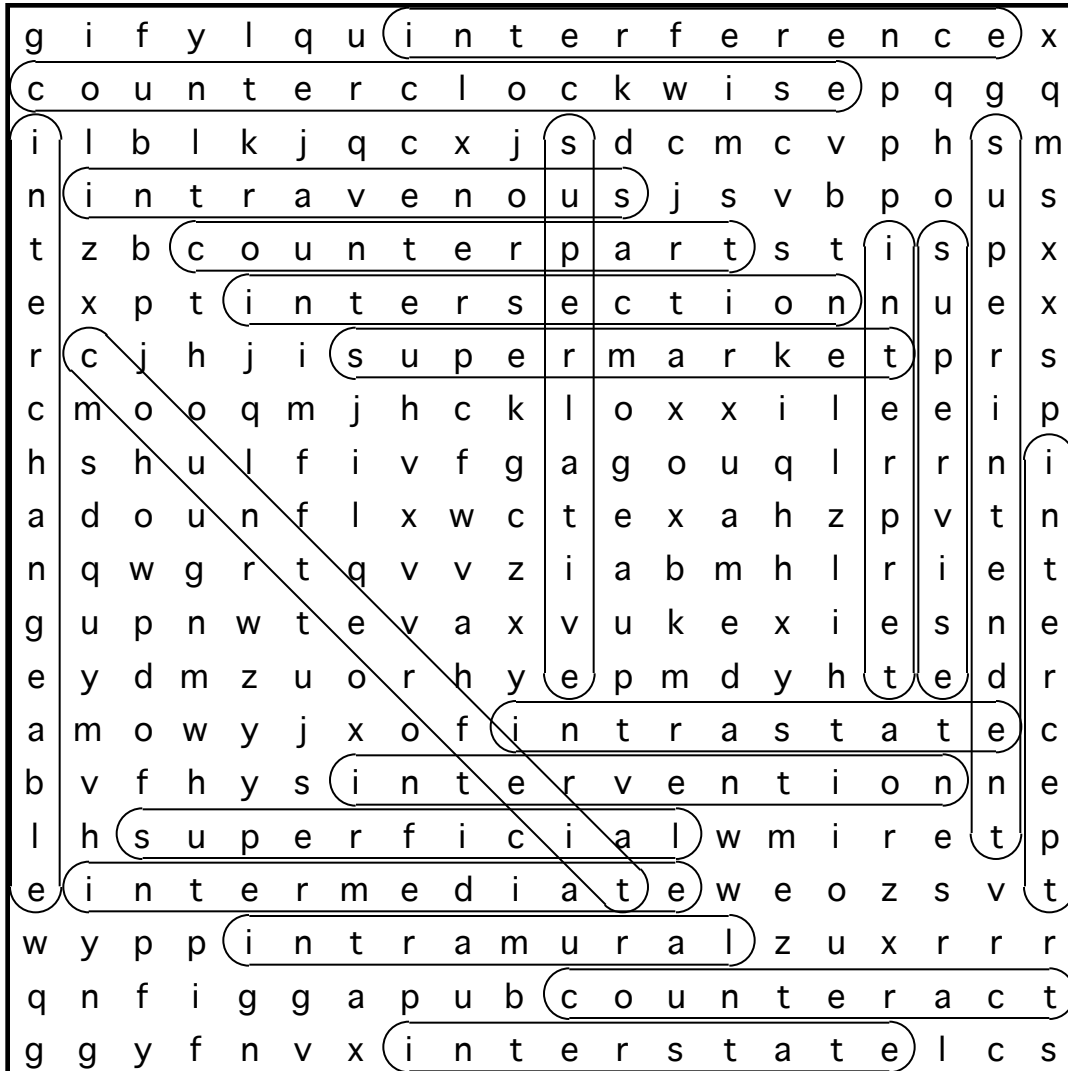 g i f y l q u i n t e r f e r e n c e x
c o u n t e r c l o c k w i s e p q g q
i l b l k j q c x j s d c m c v p h s m
n i n t r a v e n o u s j s v b p o u s
t z b c o u n t e r p a r t s t i s p x
e x p t i n t e r s e c t i o n n u e x
r c j h j i s u p e r m a r k e t p r s
c m o o q m j h c k l o x x i l e e i p
h s h u l f i v f g a g o u q l r r n i
a d o u n f l x w c t e x a h z p v t n
n q w g r t q v v z i a b m h l r i e t
g u p n w t e v a x v u k e x i e s n e
e y d m z u o r h y e p m d y h t e d r
a m o w y j x o f i n t r a s t a t e c
b v f h y s i n t e r v e n t i o n n e
l h s u p e r f i c i a l w m i r e t p
e i n t e r m e d i a t e w e o z s v t
w y p p i n t r a m u r a l z u x r r r
q n f i g g a p u b c o u n t e r a c t
g g y f n v x i n t e r s t a t e l c s